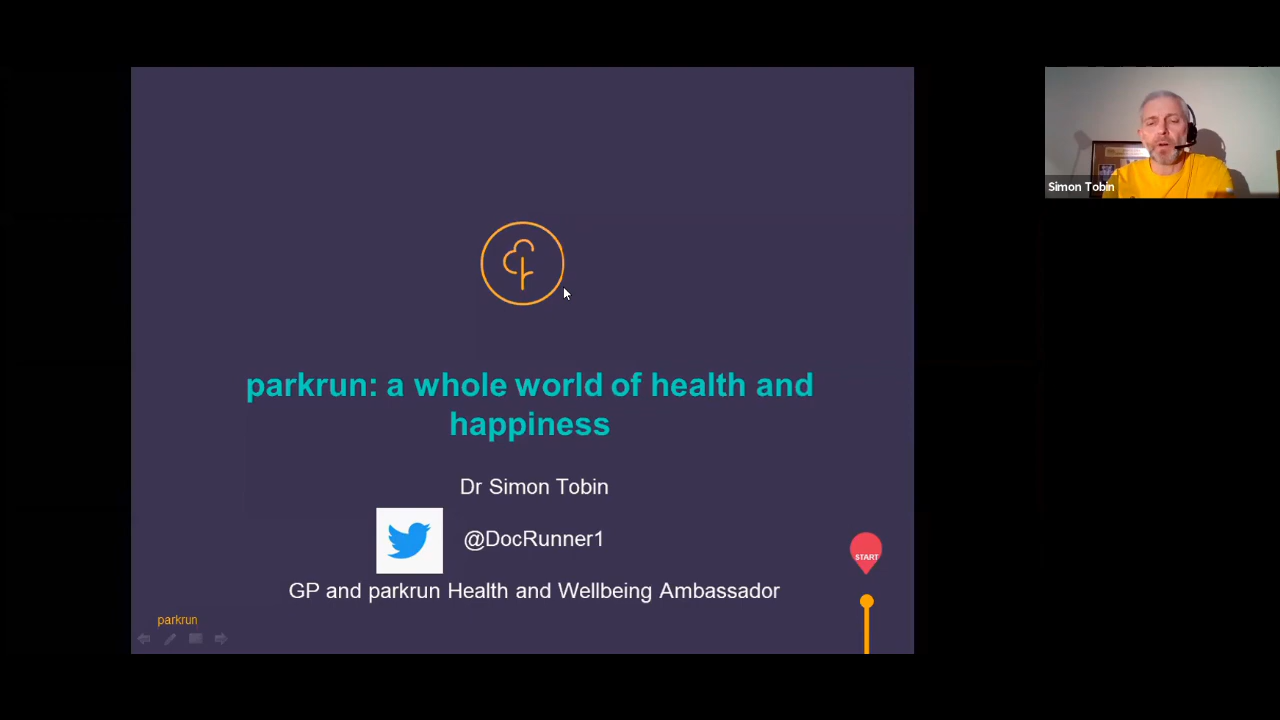 parkrun: a whole world of health and
happiness
Dr Simon Tobin
@DocRunner1
GP and parkrun Health and Wellbeing Ambassador
START
parkrun
Simon Tobin